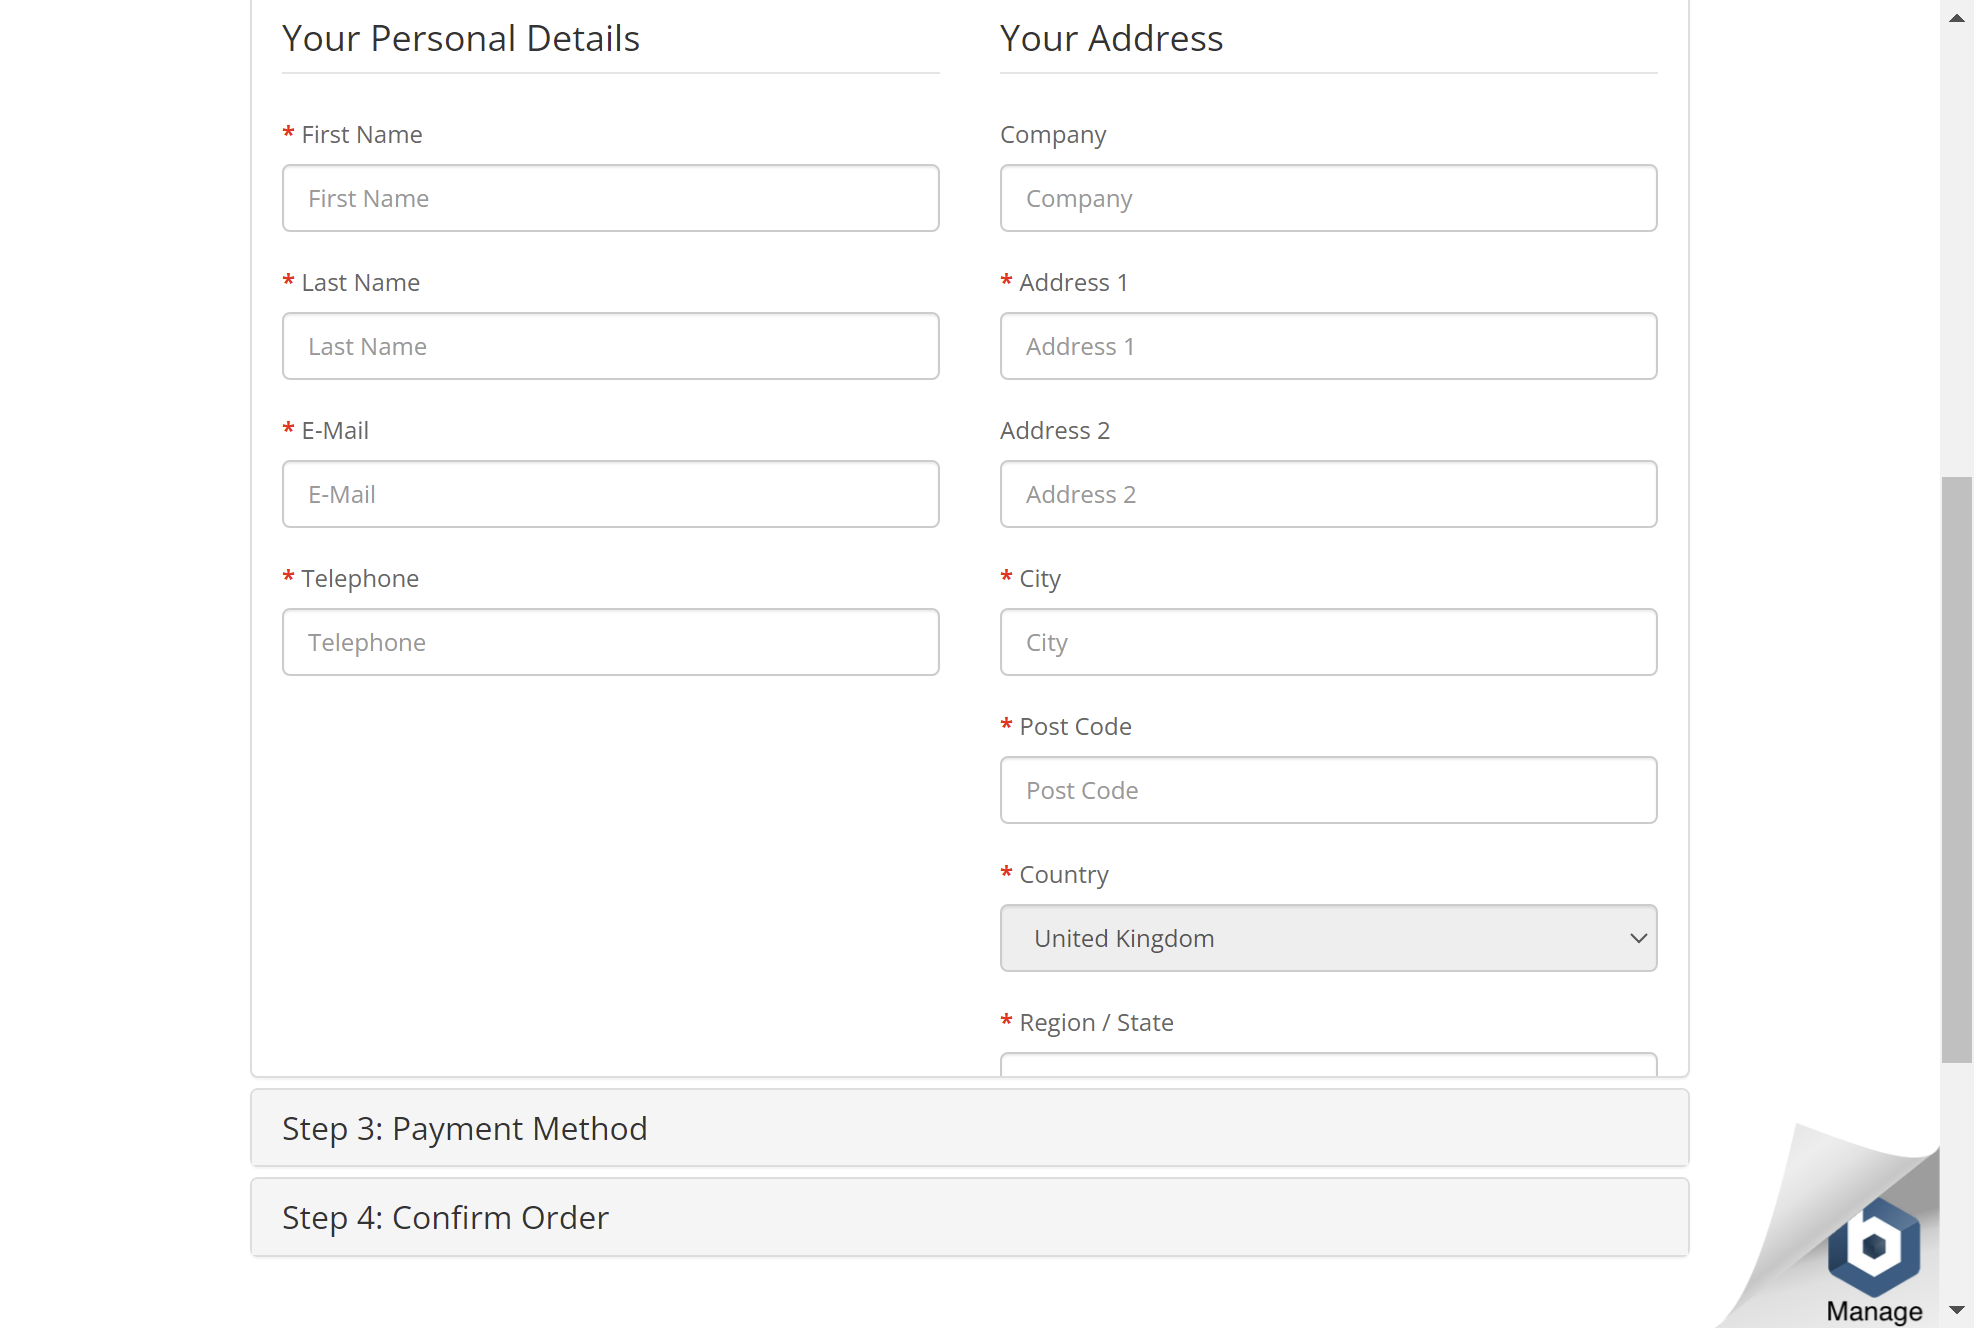 Your Personal Details
* First Name
First Name
* Last Name
Last Name
* E-Mail
E-Mail
* Telephone
Telephone
Your Address
Company
Company
* Address 1
Address 1
Address 2
Address 2
* City
City
* Post Code
Post Code
* Country
United Kingdom
* Region / State
Step 3: Payment Method
Step 4: Confirm Order
b
Manage